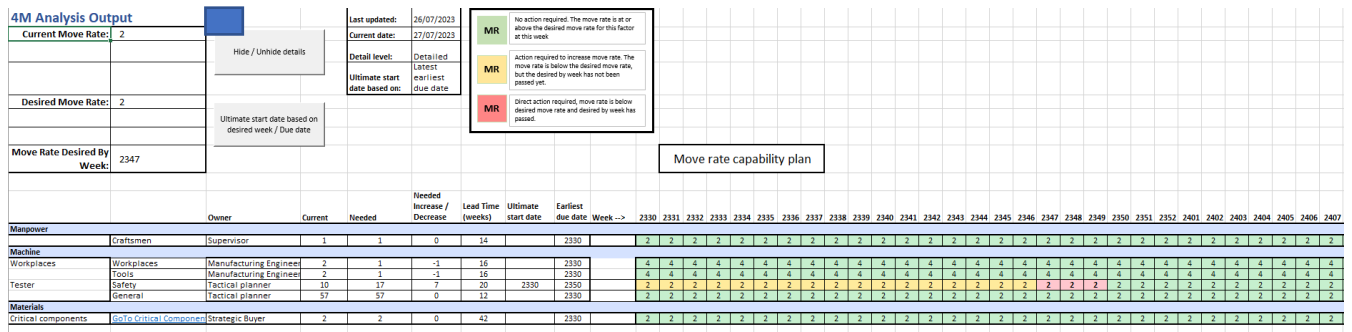 4M Analysis Output
Current Move Rate: 2
Desired Move Rate: 2
Move Rate Desired By
Week: 2347
Hide / Unhide details
Ultimate start date based on
desired week / Due date
Last updated: 26/07/2023
Current date: 27/07/2023
Detail level: Detailed
Ultimate start
date based on:
Latest
earliest
due date
MR
No action required. The move rate is at or
above the desired move rate for this factor
at this week
MR
Action required to increase move rate. The
move rate is below the desired move rate,
but the desired by week has not been
passed yet.
MR
Direct action required, move rate is below
desired move rate and desired by week has
passed.
Move rate capability plan
Owner Current Needed Needed Increase / Decrease Lead Time (weeks) Ultimate start date Earliest due date Week --> 2330 2331 2332 2333 2334 2335 2336 2337 2338 2339 2340 2341 2342 2343 2344 2345 2346 2347 2348 2349 2350 2351 2352 2401 2402 2403 2404 2405 2406 2407
Manpower
Craftsmen Supervisor 1 1 0 14 2330 2 2 2 2 2 2 2 2 2 2 2 2 2 2 2 2 2 2 2 2 2 2 2 2 2 2 2 2 2 2
Machine
Workplaces Workplaces Manufacturing Engineer 2 1 -1 16 2330 4 4 4 4 4 4 4 4 4 4 4 4 4 4 4 4 4 4 4 4 4 4 4 4 4 4 4 4 4 4
Tools Manufacturing Engineer 2 1 -1 16 2330 4 4 4 4 4 4 4 4 4 4 4 4 4 4 4 4 4 4 4 4 4 4 4 4 4 4 4 4 4 4
Tester Safety Tactical planner 10 17 7 20 2330 2350 2 2 2 2 2 2 2 2 2 2 2 2 2 2 2 2 2 2 2 2 2 2 2 2 2 2 2 2 2 2
General Tactical planner 57 57 0 12 2330 2 2 2 2 2 2 2 2 2 2 2 2 2 2 2 2 2 2 2 2 2 2 2 2 2 2 2 2 2 2
Materials
Critical components GoTo Critical Componen Strategic Buyer 2 2 0 42 2330 2 2 2 2 2 2 2 2 2 2 2 2 2 2 2 2 2 2 2 2 2 2 2 2 2 2 2 2 2 2